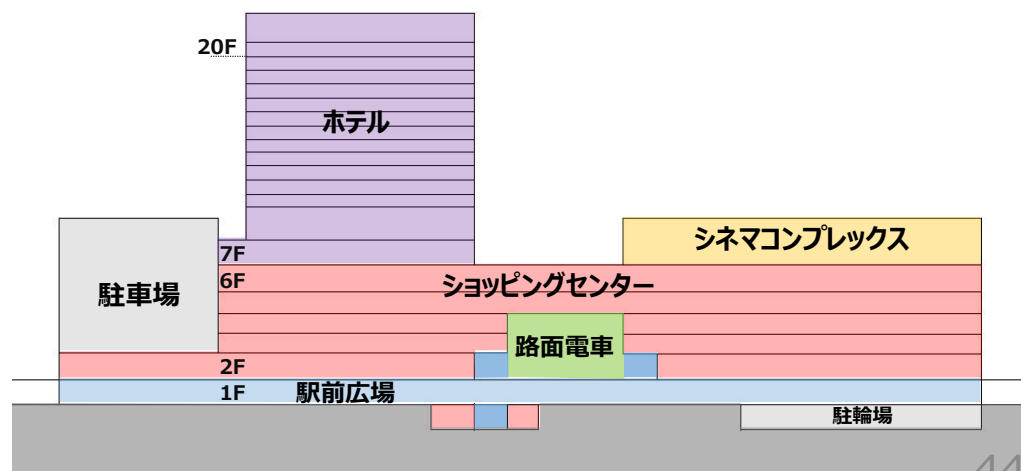 20F
ホテル
シネマコンプレックス
7F
6F
ショッピングセンター
駐車場
路面電車
2F
1F
駅前広場
駐輪場
44